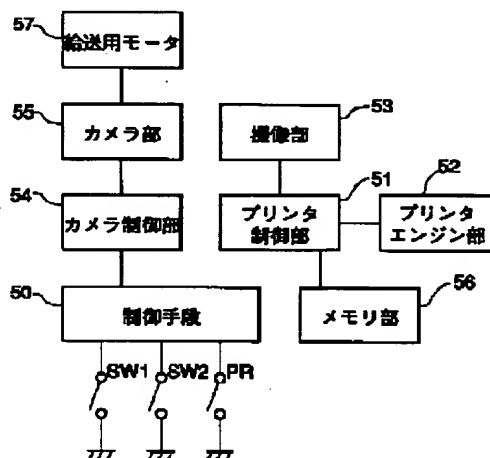 57
給送用モータ
55
カメラ部
53
撮像部
54
カメラ制御部
51
プリンタ
制御部
52
プリンタ
エンジン部
50
制御手段
56
メモリ部
SW1
SW2
PR